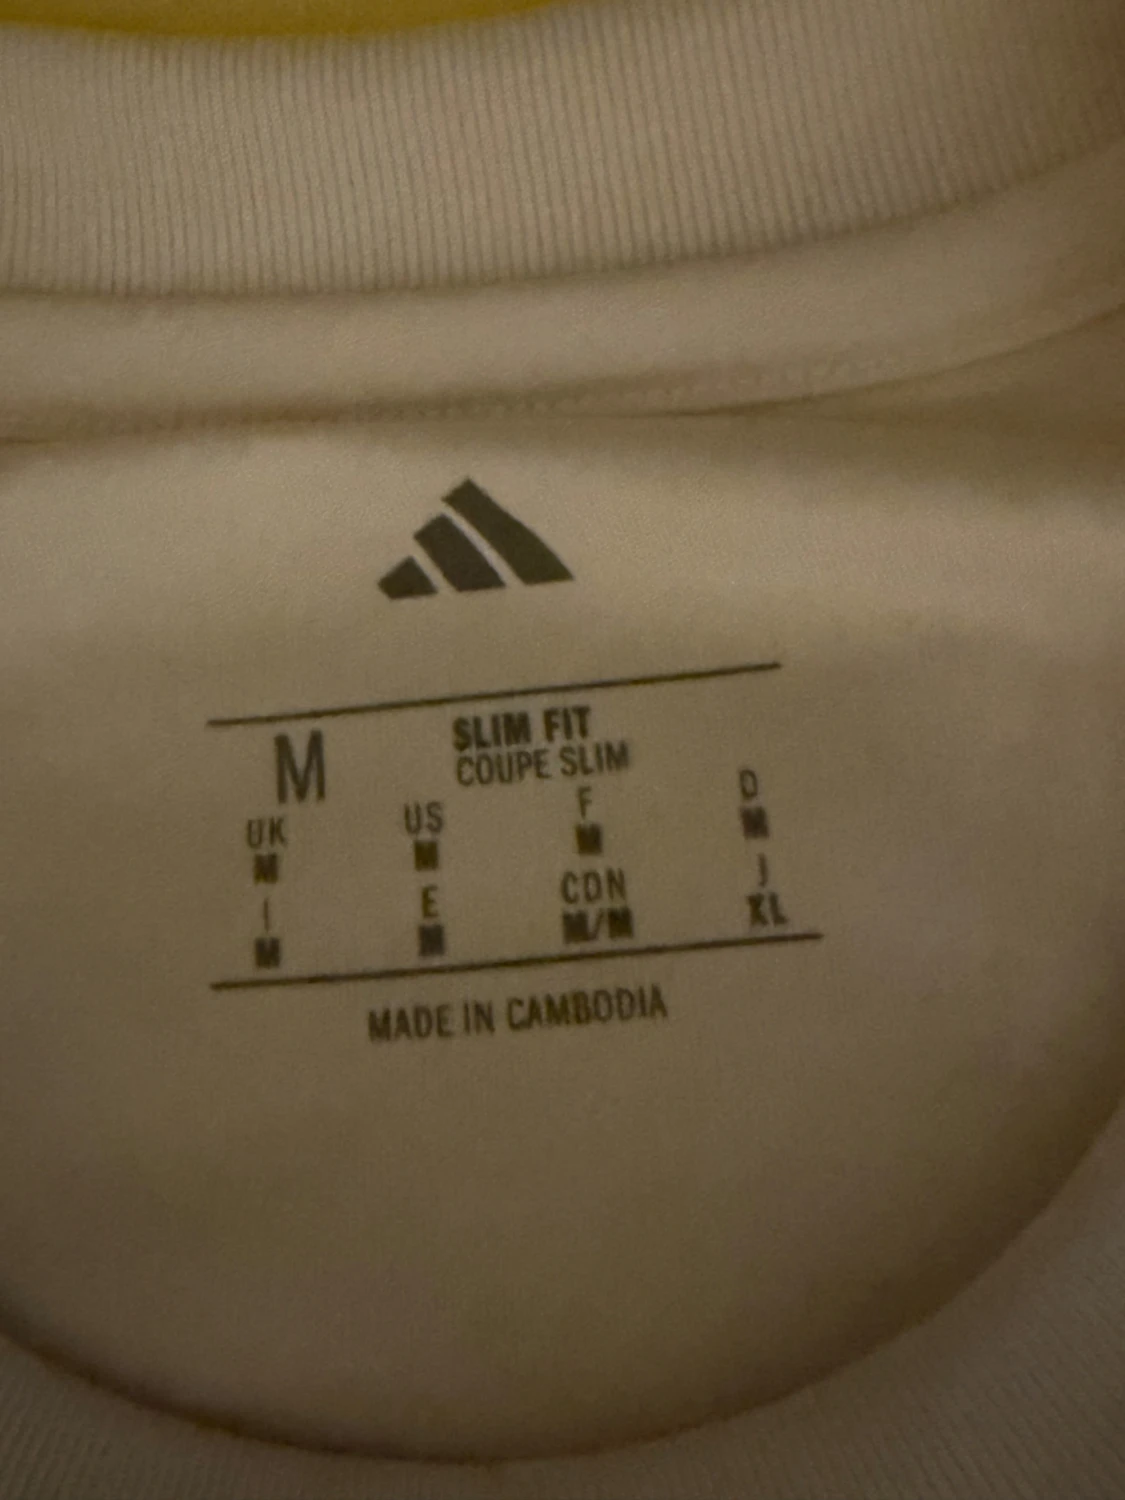 M SLIM FIT
COUPE SLIM
UK US F D
M M M M
I E CDN J
M M M/M XL
MADE IN CAMBODIA